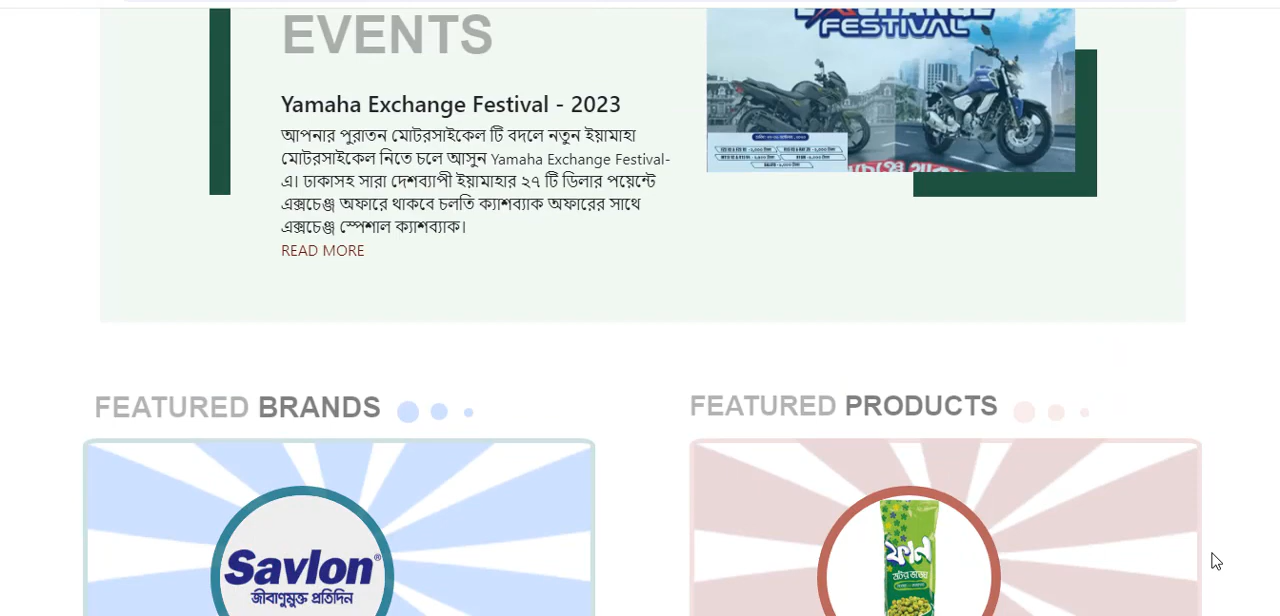 EVENTS
Yamaha Exchange Festival - 2023
আপনার পুরাতন মোটরসাইকেল টি বদলে নতুন ইয়ামাহা
মোটরসাইকেল নিতে চলে আসুন Yamaha Exchange Festival-
এ। ঢাকাসহ সারা দেশব্যাপী ইয়ামাহার ২৭ টি ডিলার পয়েন্টে
এক্সচেঞ্জ অফারে থাকবে চলতি ক্যাশব্যাক অফারের সাথে
এক্সচেঞ্জ স্পেশাল ক্যাশব্যাক।
READ MORE
EXCHANGE
FESTIVAL
FEATURED BRANDS
FEATURED PRODUCTS
Savlon®
জীবাণুমুক্ত প্রতিদিন
ফান
মটর ভাজা